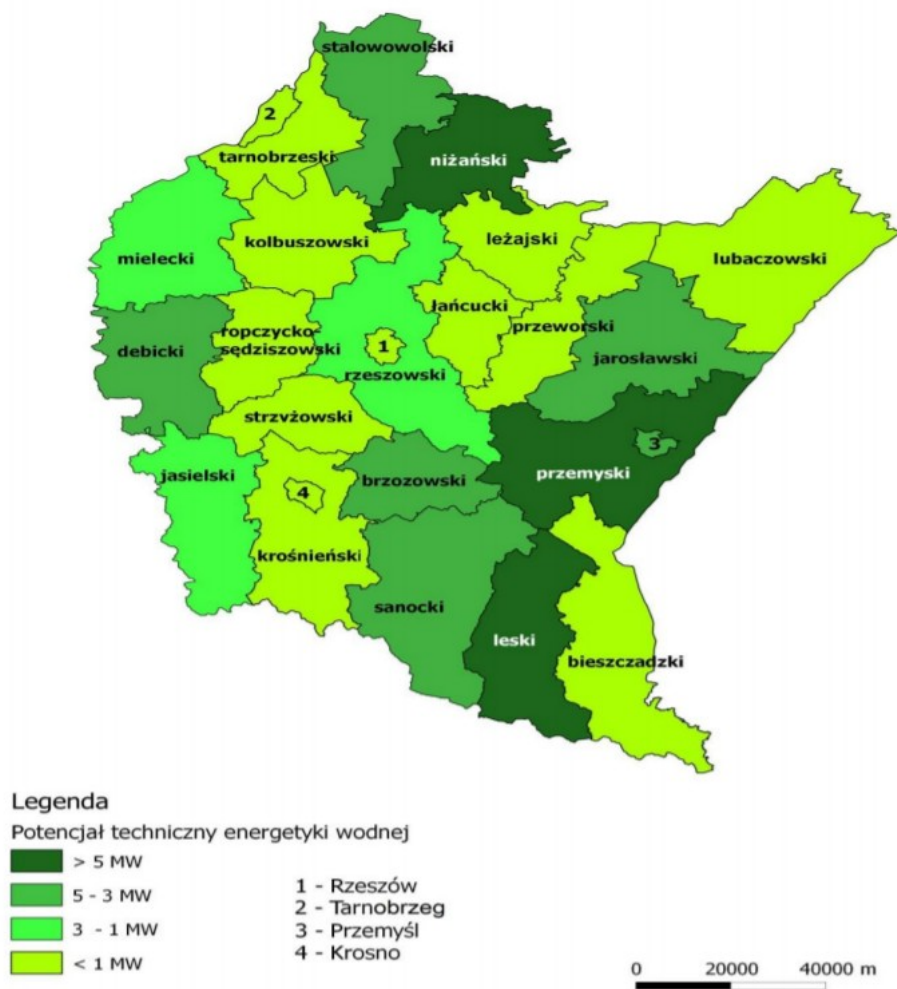 stalowowolski
2
tarnobrzeski
niżański
kolbuszowski
leżajski
mielecki
lubaczowski
łańcucki
ropczycko-
sędziszowski
przeworski
debicki
1
jarosławski
rzeszowski
strzyżowski
3
jasielski
brzozowski
przemyski
4
krośnieński
sanocki
leski
bieszczadzki
Legenda
Potencjał techniczny energetyki wodnej
> 5 MW
5 - 3 MW
3 - 1 MW
< 1 MW
1 - Rzeszów
2 - Tarnobrzeg
3 - Przemyśl
4 - Krosno
0 20000 40000 m